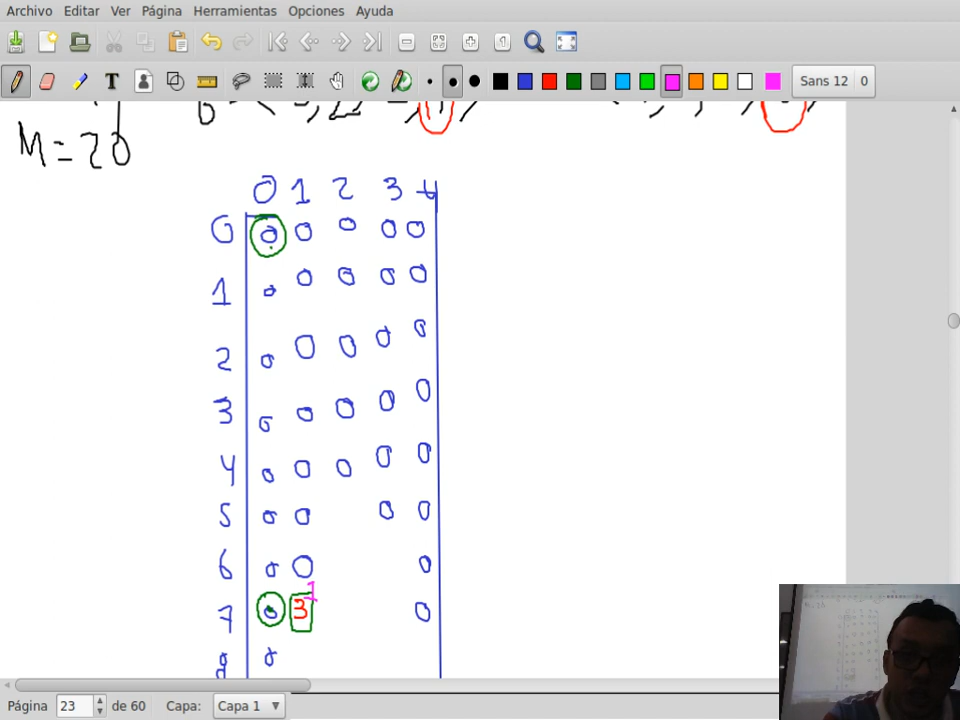 Archivo Editar Ver Página Herramientas Opciones Ayuda
T
1
Sans 12 0
M=20
0 1 2 3 4
0 0 0 0 0 0
1 0 0 0 0 0
2 0 0 0 0 0
3 0 0 0 0 0
4 0 0 0 0 0
5 0 0 0 0
6 0 0 0
1
7 0 3 0
8 0
Página 23 de 60 Capa: Capa 1